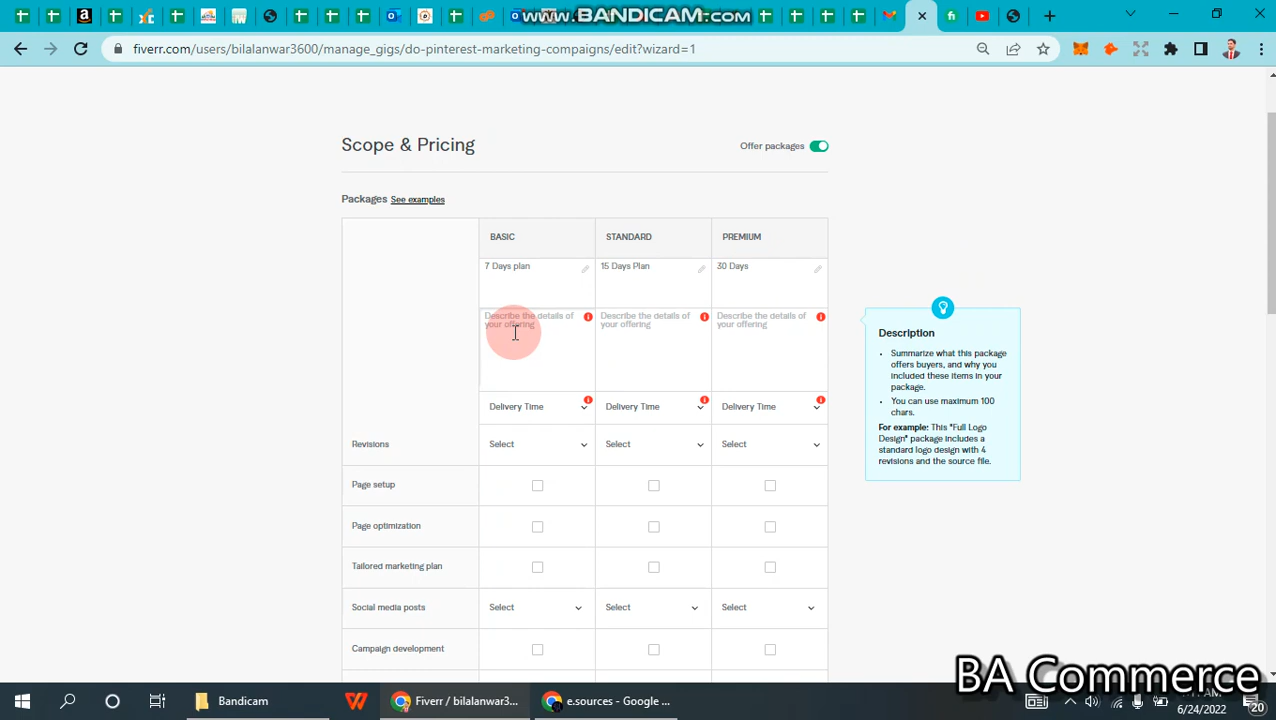 www.BANDICAM.com
fiverr.com/users/bilalanwar3600/manage_gigs/do-pinterest-marketing-compaigns/edit?wizard=1
Scope & Pricing
Offer packages
Packages See examples
BASIC STANDARD PREMIUM
7 Days plan 15 Days Plan 30 Days
Describe the details of Describe the details of Describe the details of
your offering your offering your offering
Description
Summarize what this package
offers buyers, and why you
included these items in your
package.
You can use maximum 100
chars.
For example: This "Full Logo
Design" package includes a
standard logo design with 4
revisions and the source file.
Delivery Time Delivery Time Delivery Time
Revisions Select Select Select
Page setup
Page optimization
Tailored marketing plan
Social media posts Select Select Select
Campaign development
BA Commerce
Bandicam
Fiverr / bilalanwar3...
e.sources - Google ...
6/24/2022
20